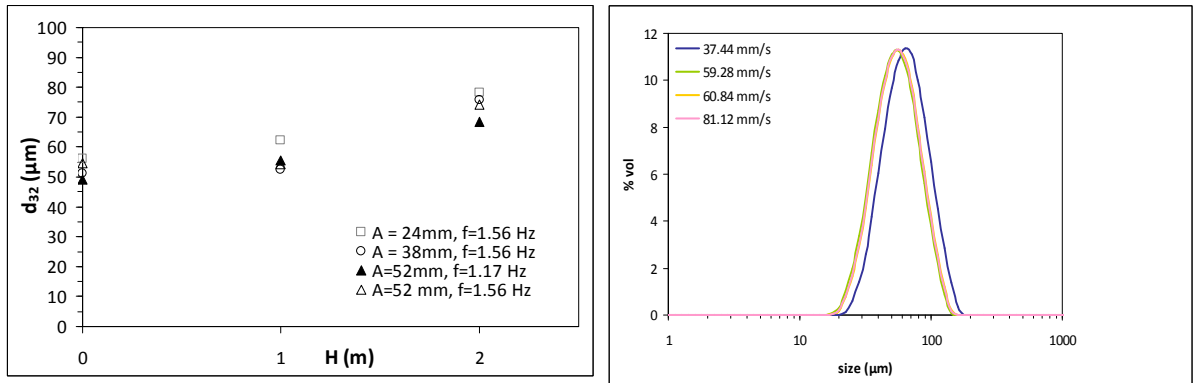 100
90
80
70
60
50
40
30
20
10
0
d32 (µm)
0 1 2
H (m)
A = 24mm, f=1.56 Hz
A = 38mm, f=1.56 Hz
A=52mm, f=1.17 Hz
A=52 mm, f=1.56 Hz
12
10
8
6
4
2
0
% vol
37.44 mm/s
59.28 mm/s
60.84 mm/s
81.12 mm/s
1 10 100 1000
size (µm)